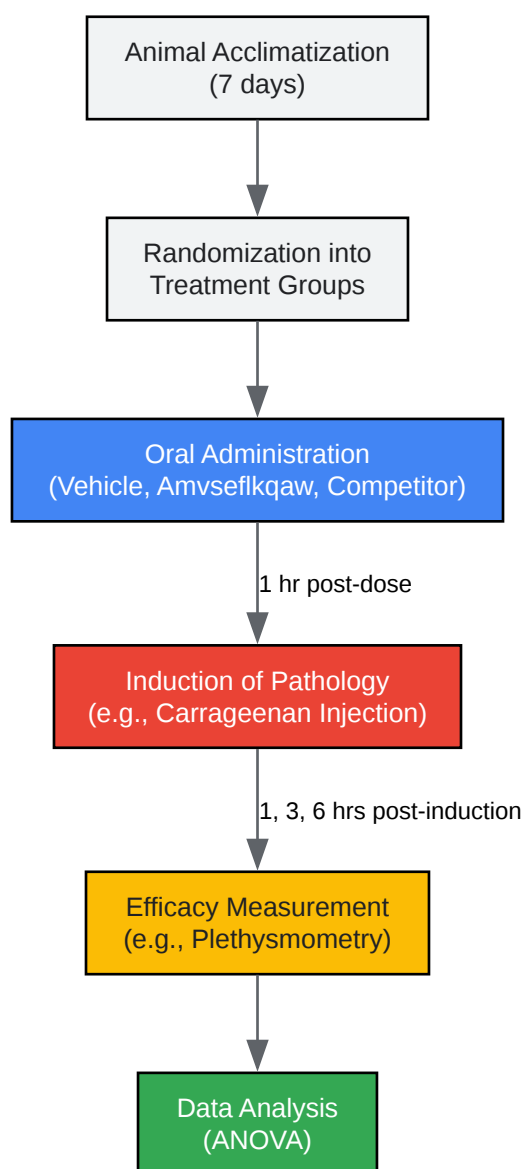 Animal Acclimatization
(7 days)
Randomization into
Treatment Groups
Oral Administration
(Vehicle, Amvseflkqaw, Competitor)
1 hr post-dose
Induction of Pathology
(e.g., Carrageenan Injection)
1, 3, 6 hrs post-induction
Efficacy Measurement
(e.g., Plethysmometry)
Data Analysis
(ANOVA)